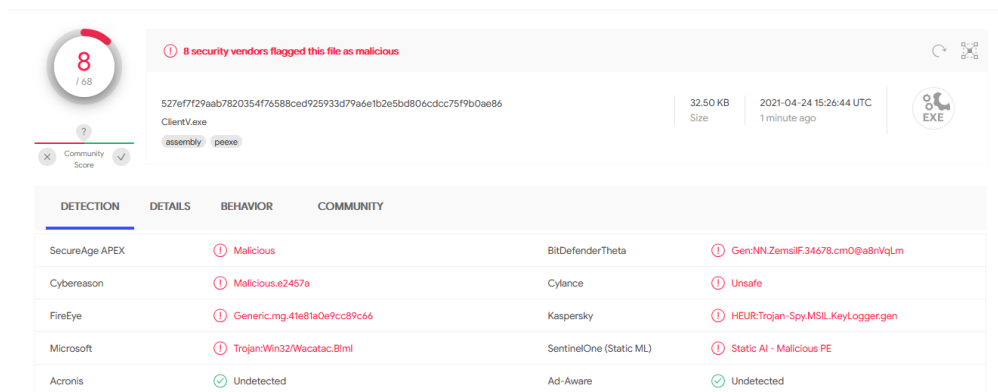 8
/ 68
?
Community
Score
8 security vendors flagged this file as malicious
527ef7f29aab7820354f76588ced925933d79a6e1b2e5bd806cdcc75f9b0ae86
ClientV.exe
assembly peexe
32.50 KB
Size
2021-04-24 15:26:44 UTC
1 minute ago
EXE
DETECTION DETAILS BEHAVIOR COMMUNITY
SecureAge APEX Malicious BitDefenderTheta Gen:NN.ZemsilF.34678.cm0@a8nVqLm
Cybereason Malicious.e2457a Cylance Unsafe
FireEye Generic.mg.41e81a0e9cc89c66 Kaspersky HEUR:Trojan-Spy.MSIL.KeyLogger.gen
Microsoft Trojan:Win32/Wacatac.B!ml SentinelOne (Static ML) Static AI - Malicious PE
Acronis Undetected Ad-Aware Undetected